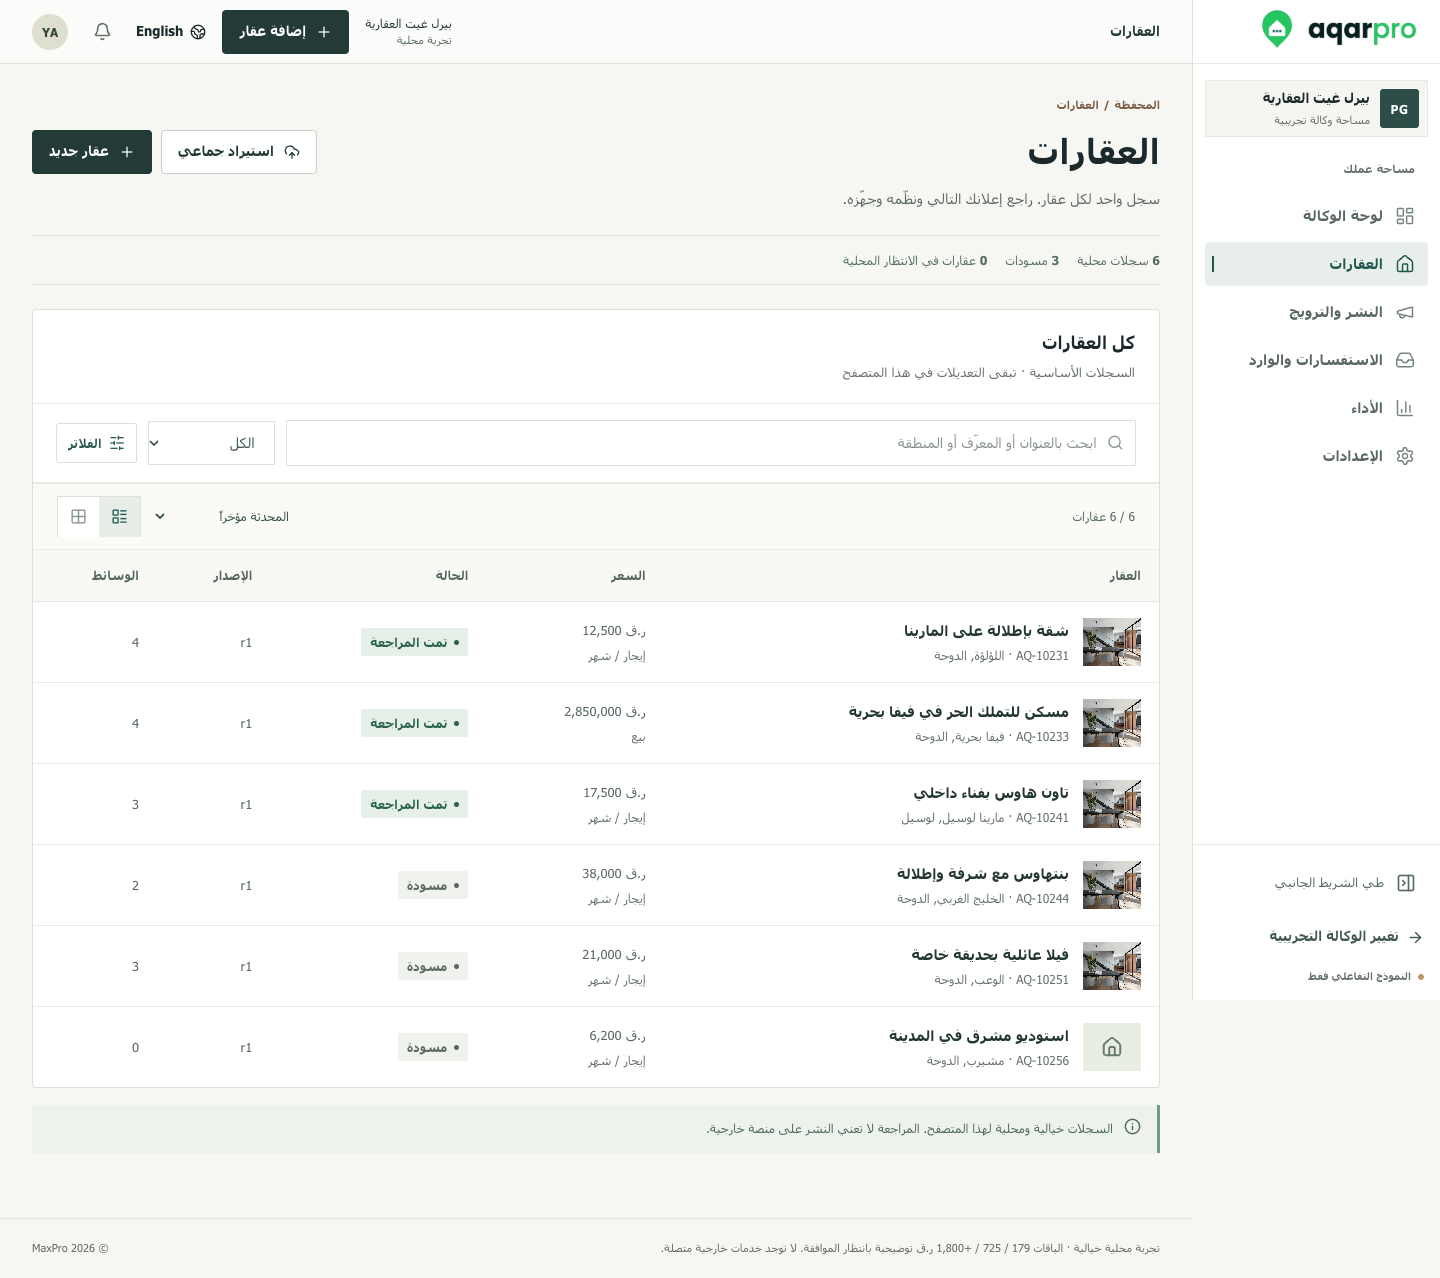 aqarpro
PG
بيرل غيت العقارية
مساحة وكالة تجريبية
مساحة عملك
لوحة الوكالة
العقارات
النشر والترويج
الاستفسارات والوارد
الأداء
الإعدادات
طي الشريط الجانبي
تغيير الوكالة التجريبية
النموذج التفاعلي فقط
العقارات
بيرل غيت العقارية
تجربة محلية
إضافة عقار
English
YA
المحفظة / العقارات
العقارات
سجل واحد لكل عقار. راجع إعلانك التالي ونظّمه وجهّزه.
استيراد جماعي
عقار جديد
6 سجلات محلية 3 مسودات 0 عقارات في الانتظار المحلية
كل العقارات
السجلات الأساسية · تبقى التعديلات في هذا المتصفح
ابحث بالعنوان أو المعرّف أو المنطقة
الكل
الفلاتر
6 / 6 عقارات
المحدثة مؤخراً
العقار السعر الحالة الإصدار الوسائط
شقة بإطلالة على المارينا
AQ-10231 · اللؤلؤة, الدوحة
ر.ق 12,500
إيجار / شهر
تمت المراجعة
r1
4
مسكن للتملك الحر في فيفا بحرية
AQ-10233 · فيفا بحرية, الدوحة
ر.ق 2,850,000
بيع
تمت المراجعة
r1
4
تاون هاوس بفناء داخلي
AQ-10241 · مارينا لوسيل, لوسيل
ر.ق 17,500
إيجار / شهر
تمت المراجعة
r1
3
بنتهاوس مع شرفة وإطلالة
AQ-10244 · الخليج الغربي, الدوحة
ر.ق 38,000
إيجار / شهر
مسودة
r1
2
فيلا عائلية بحديقة خاصة
AQ-10251 · الوعب, الدوحة
ر.ق 21,000
إيجار / شهر
مسودة
r1
3
استوديو مشرق في المدينة
AQ-10256 · مشيرب, الدوحة
ر.ق 6,200
إيجار / شهر
مسودة
r1
0
السجلات خيالية ومحلية لهذا المتصفح. المراجعة لا تعني النشر على منصة خارجية.
تجربة محلية خيالية · الباقات 179 / 725 / +1,800 ر.ق توضيحية بانتظار الموافقة. لا توجد خدمات خارجية متصلة.
© 2026 MaxPro